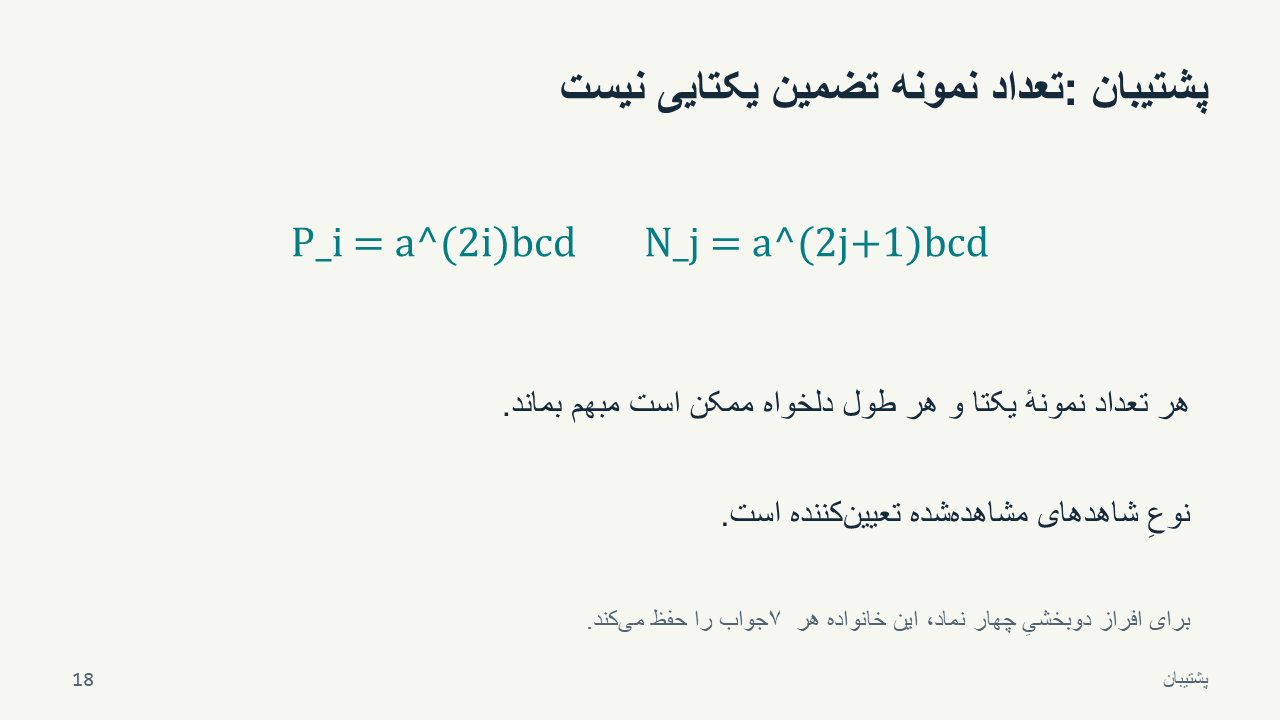 پشتیبان :تعداد نمونه تضمین یکتایی نیست
P_i = a^(2i)bcd N_j = a^(2j+1)bcd
هر تعداد نمونهٔ یکتا و هر طول دلخواه ممکن است مبهم بماند.
نوعِ شاهدهای مشاهده‌شده تعیین‌کننده است.
برای افراز دوبخشیِ چهار نماد، این خانواده هر ۷ جواب را حفظ می‌کند.
پشتیبان
18